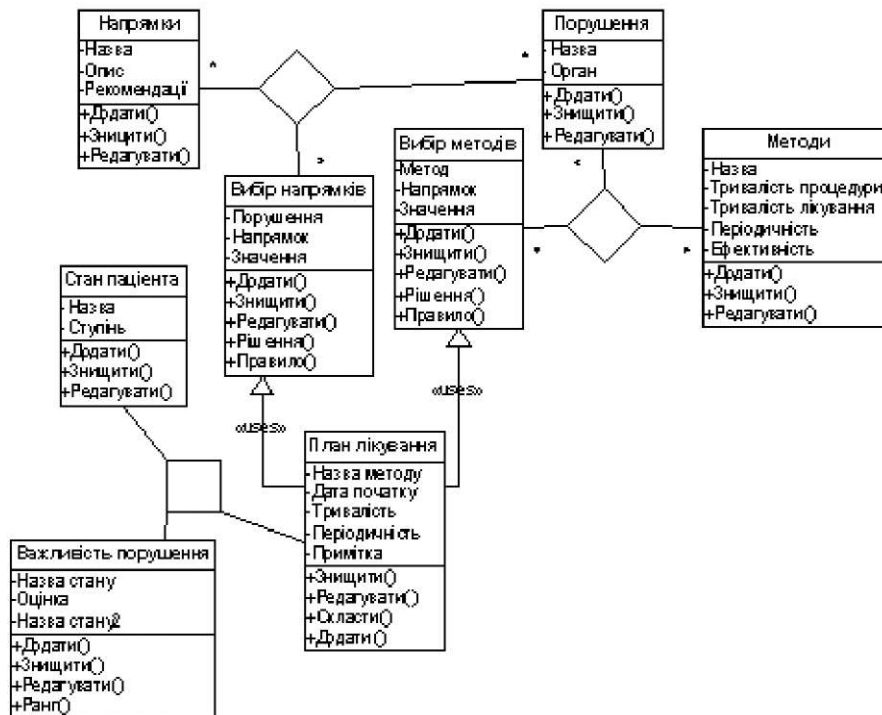 Напрямки
-Назва
-Опис
-Рекомендації
+Додати()
+Зницити()
+Редагувати()
*
*
*
Порушення
-Назва
-Орган
+Додати()
+Знищити()
+Редагувати()
Вибір методів
-Метод
-Напрямок
-Значення
+Додати()
+Знищити()
+Редагувати()
+Рішення()
+Правило()
*
*
*
Методи
-Назва
-Тривалість процедури
-Тривалість лікування
-Періодичність
-Ефективність
+Додати()
+Знищити()
+Редагувати()
Вибір напрямків
-Порушення
-Напрямок
-Значення
+Додати()
+Знищити()
+Редагувати()
+Рішення()
+Правило()
Стан паціента
-Назва
-Ступінь
+Додати()
+Знищити()
+Редагувати()
«uses»
«uses»
План лікування
-Назва методу
-Дата початку
-Тривалість
-Періодичність
-Примітка
+Знищити()
+Редагувати()
+Скласти()
+Додати()
Важливість порушення
-Назва стану
-Оцінка
-Назва стану2
+Додати()
+Знищити()
+Редагувати()
+Ранг()